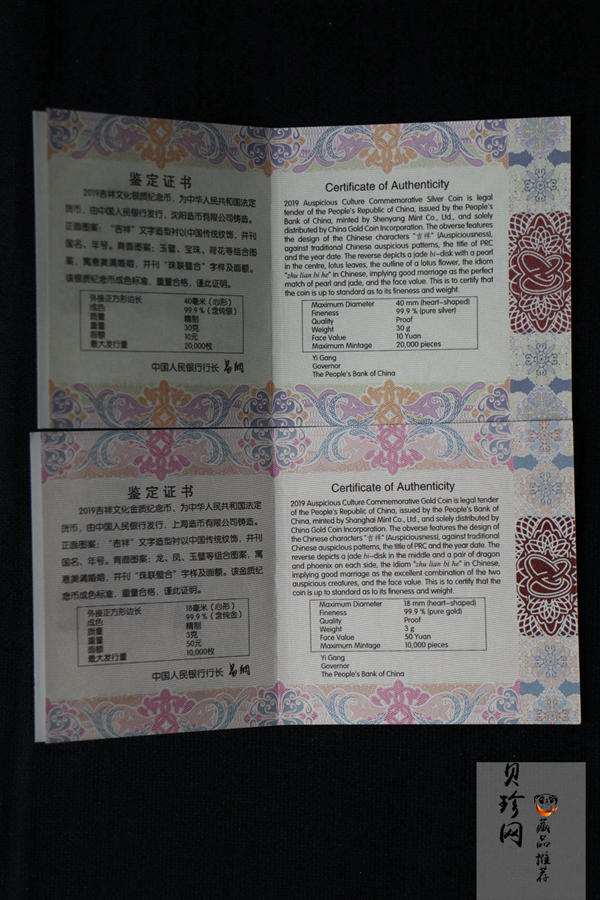 鉴定证书
2019吉祥文化银质纪念币，为中华人民共和国法定
货币，由中国人民银行发行，沈阳造币有限公司铸造。
正面图案：“吉祥”文字造型衬以中国传统纹饰，并刊
国名、年号。背面图案：玉璧、宝珠、荷花等组合图
案，寓意美满婚姻，并刊“珠联璧合”字样及面额。
该银质纪念币成色标准，重量合格，谨此证明。
外接正方形边长 40毫米（心形）
成色 99.9％（含纯银）
质量 精制
重量 30克
面额 10元
最大发行量 20,000枚
中国人民银行行长 易纲
Certificate of Authenticity
2019 Auspicious Culture Commemorative Silver Coin is legal
tender of the People's Republic of China, issued by the People's
Bank of China, minted by Shenyang Mint Co., Ltd., and solely
distributed by China Gold Coin Incorporation. The obverse features
the design of the Chinese characters "吉祥" (Auspiciousness),
against traditional Chinese auspicious patterns, the title of PRC
and the year date. The reverse depicts a jade bi-disk with a pearl
in the centre, lotus leaves, the outline of a lotus flower, the idiom
"zhu lian bi he" in Chinese, implying good marriage as the perfect
match of pearl and jade, and the face value. This is to certify that
the coin is up to standard as to its fineness and weight.
Maximum Diameter 40 mm (heart-shaped)
Fineness 99.9% (pure silver)
Quality Proof
Weight 30 g
Face Value 10 Yuan
Maximum Mintage 20,000 pieces
Yi Gang
Governor
The People's Bank of China
鉴定证书
2019吉祥文化金质纪念币，为中华人民共和国法定
货币，由中国人民银行发行，上海造币有限公司铸造。
正面图案：“吉祥”文字造型衬以中国传统纹饰，并刊
国名、年号。背面图案：龙、凤、玉璧等组合图案，寓
意美满婚姻，并刊“珠联璧合”字样及面额。该金质纪
念币成色标准，重量合格，谨此证明。
外接正方形边长 18毫米（心形）
成色 99.9％（含纯金）
质量 精制
重量 3克
面额 50元
最大发行量 10,000枚
中国人民银行行长 易纲
Certificate of Authenticity
2019 Auspicious Culture Commemorative Gold Coin is legal tender
of the People's Republic of China, issued by the People's Bank of
China, minted by Shanghai Mint Co., Ltd., and solely distributed by
China Gold Coin Incorporation. The obverse features the design of
the Chinese characters "吉祥" (Auspiciousness), against traditional
Chinese auspicious patterns, the title of PRC and the year date. The
reverse depicts a jade bi-disk in the middle and a pair of dragon
and phoenix on each side, the idiom "zhu lian bi he" in Chinese,
implying good marriage as the excellent combination of the two
auspicious creatures, and the face value. This is to certify that the
coin is up to standard as to its fineness and weight.
Maximum Diameter 18 mm (heart-shaped)
Fineness 99.9% (pure gold)
Quality Proof
Weight 3 g
Face Value 50 Yuan
Maximum Mintage 10,000 pieces
Yi Gang
Governor
The People's Bank of China
贝珍网
藏品推荐